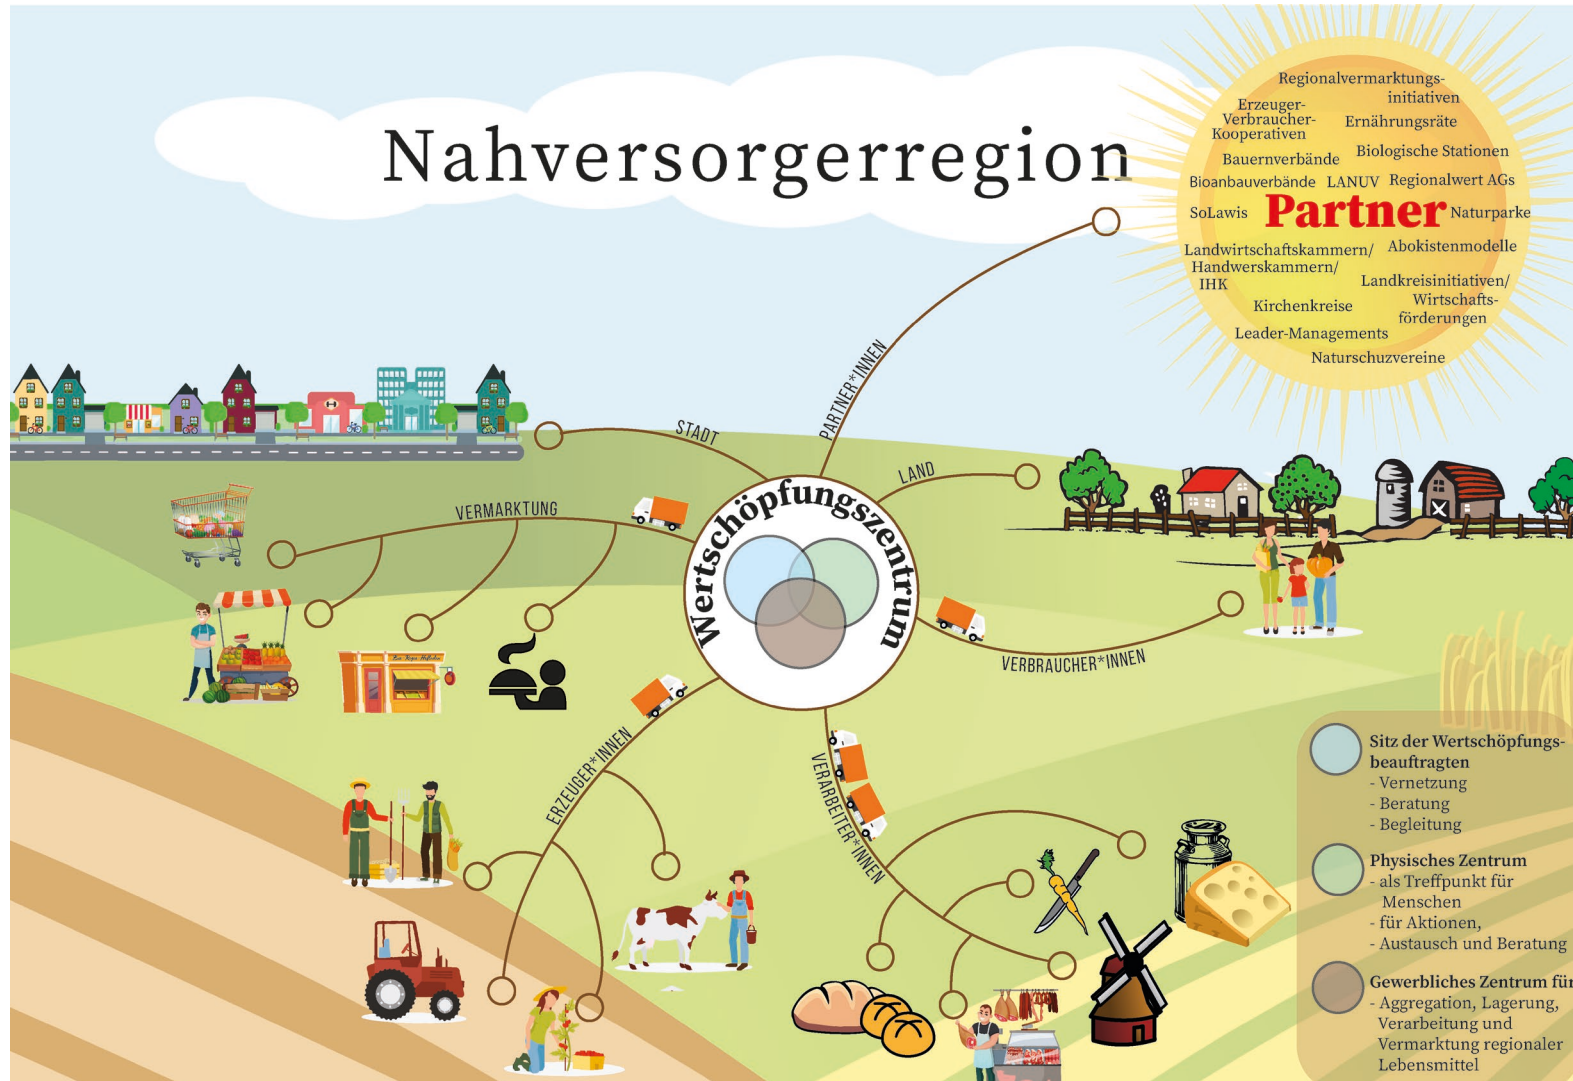 Nahversorgerregion
Regionalvermarktungs-
initiativen
Erzeuger-
Verbraucher-
Kooperativen
Ernährungsräte
Bauernverbände
Biologische Stationen
Bioanbauverbände
LANUV
Regionalwert AGs
SoLawis
Partner
Naturparke
Landwirtschaftskammern/
Handwerskammern/
IHK
Abokistenmodelle
Landkreisinitiativen/
Wirtschafts-
förderungen
Kirchenkreise
Leader-Managements
Naturschuzvereine
PARTNER*INNEN
STADT
LAND
VERMARKTUNG
Wertschöpfungszentrum
VERBRAUCHER*INNEN
ERZEUGER*INNEN
VERARBEITER*INNEN
Sitz der Wertschöpfungs-
beauftragten
- Vernetzung
- Beratung
- Begleitung
Physisches Zentrum
- als Treffpunkt für
Menschen
- für Aktionen,
- Austausch und Beratung
Gewerbliches Zentrum für
- Aggregation, Lagerung,
Verarbeitung und
Vermarktung regionaler
Lebensmittel